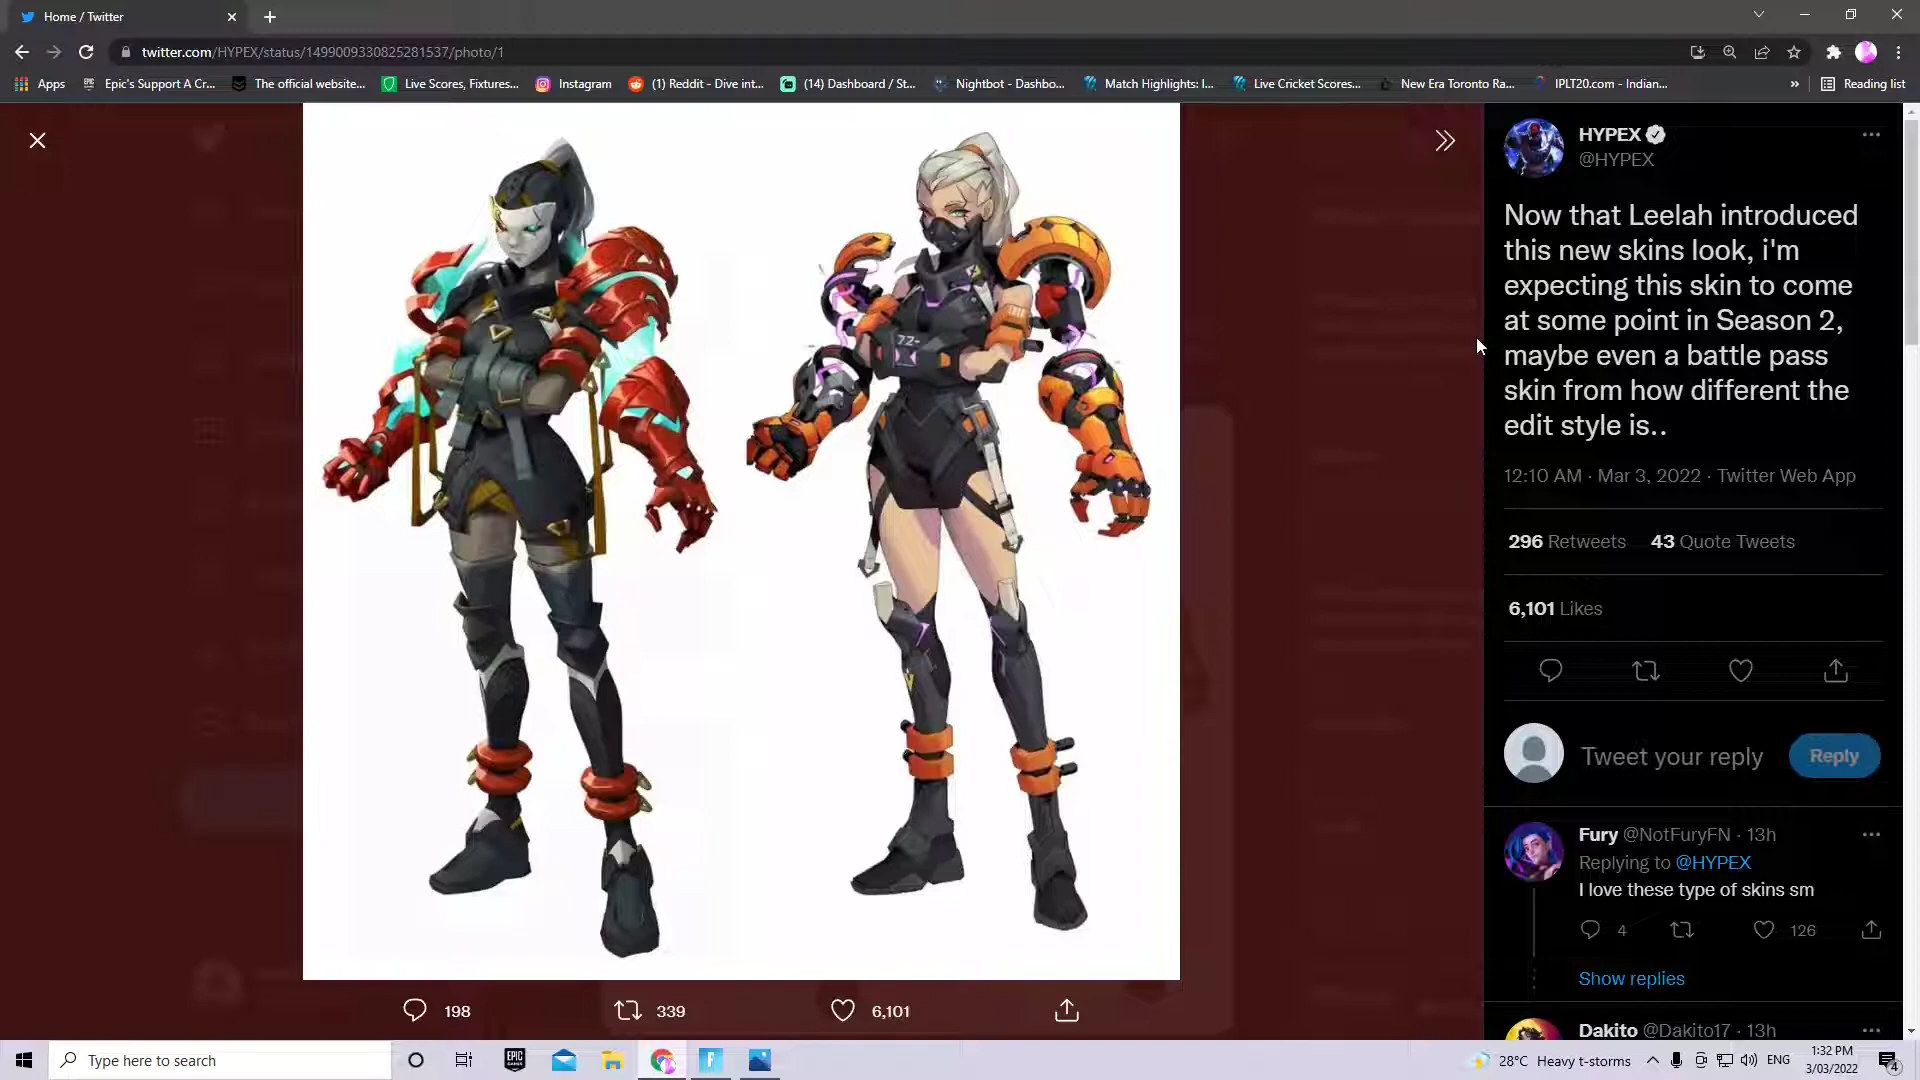 Home / Twitter
twitter.com/HYPEX/status/1499009330825281537/photo/1
Apps
Epic's Support A Cr...
The official website...
Live Scores, Fixtures...
Instagram
(1) Reddit - Dive int...
(14) Dashboard / St...
Nightbot - Dashbo...
Match Highlights: I...
Live Cricket Scores...
New Era Toronto Ra...
IPLT20.com - Indian...
Reading list
HYPEX
@HYPEX
Now that Leelah introduced
this new skins look, i'm
expecting this skin to come
at some point in Season 2,
maybe even a battle pass
skin from how different the
edit style is..
12:10 AM · Mar 3, 2022 · Twitter Web App
296 Retweets 43 Quote Tweets
6,101 Likes
Tweet your reply
Reply
Fury @NotFuryFN · 13h
Replying to @HYPEX
I love these type of skins sm
4
126
Show replies
Dakito @Dakito17 · 13h
198
339
6,101
Type here to search
EPIC
GAMES
28°C Heavy t-storms
ENG
1:32 PM
3/03/2022
4